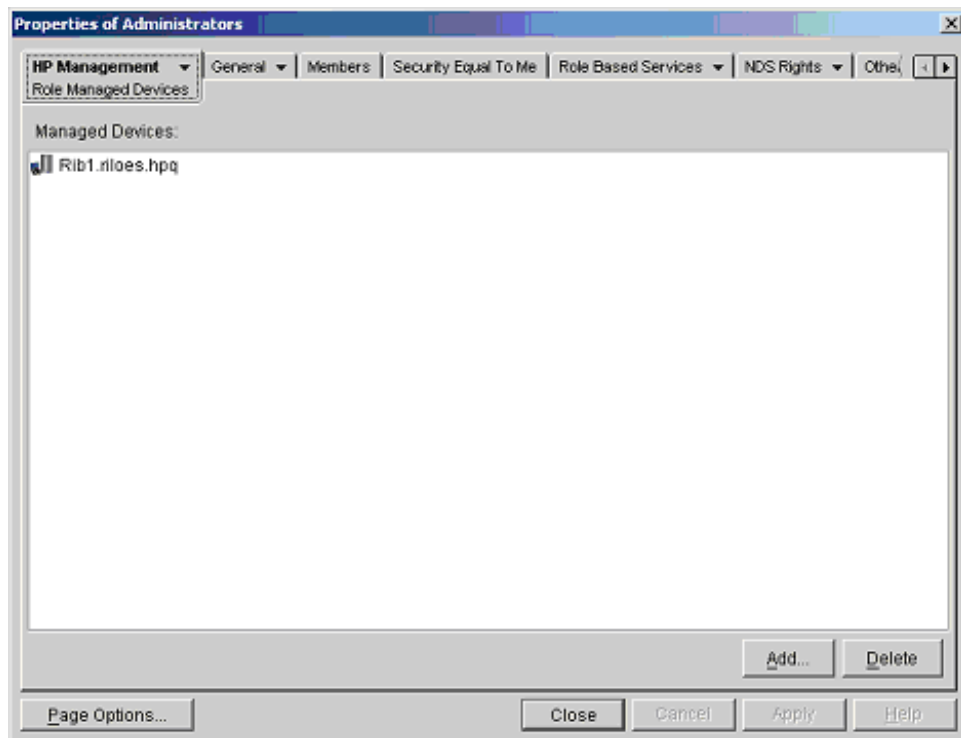 Properties of Administrators
HP Management General Members Security Equal To Me Role Based Services NDS Rights Other
Role Managed Devices
Managed Devices:
Rib1.riloes.hpq
Add... Delete
Page Options... Close Cancel Apply Help